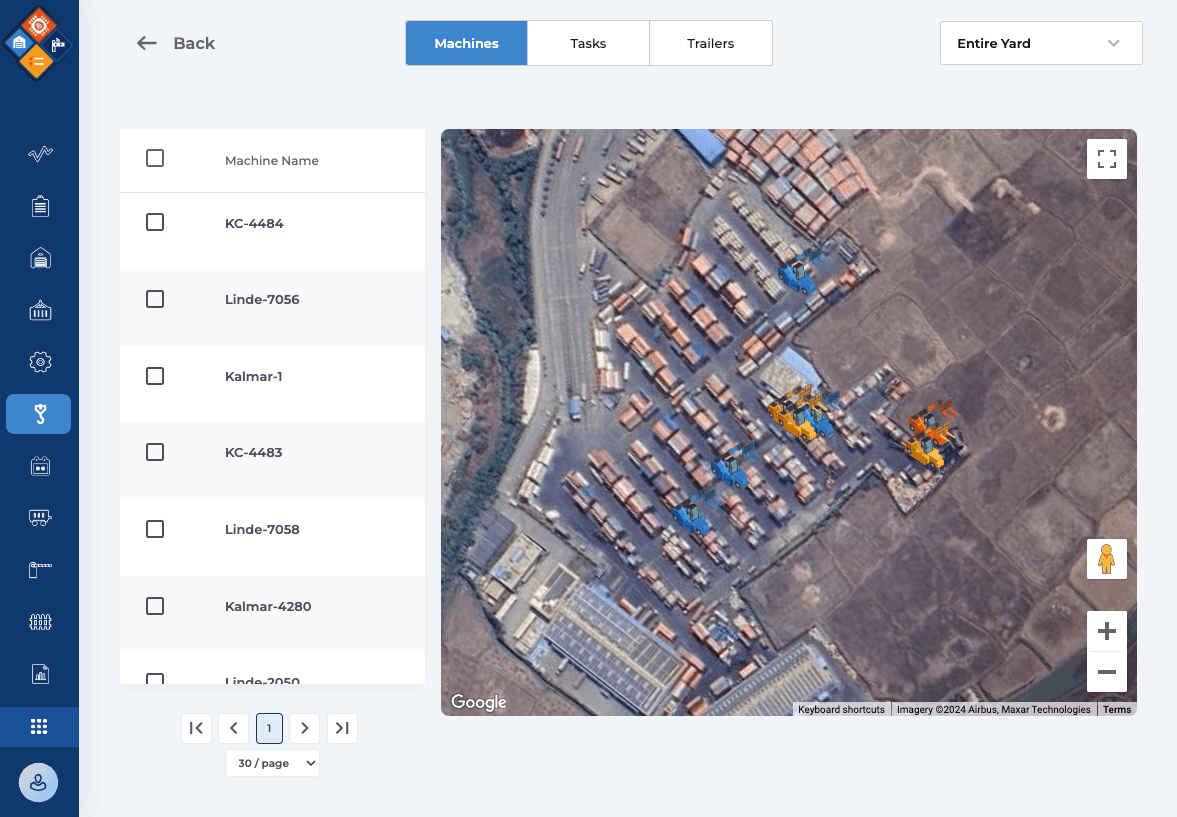 Back
Machines
Tasks
Trailers
Entire Yard
Machine Name
KC-4484
Linde-7056
Kalmar-1
KC-4483
Linde-7058
Kalmar-4280
Linde-2050
1
30 / page
Google
Keyboard shortcuts
Imagery ©2024 Airbus, Maxar Technologies
Terms